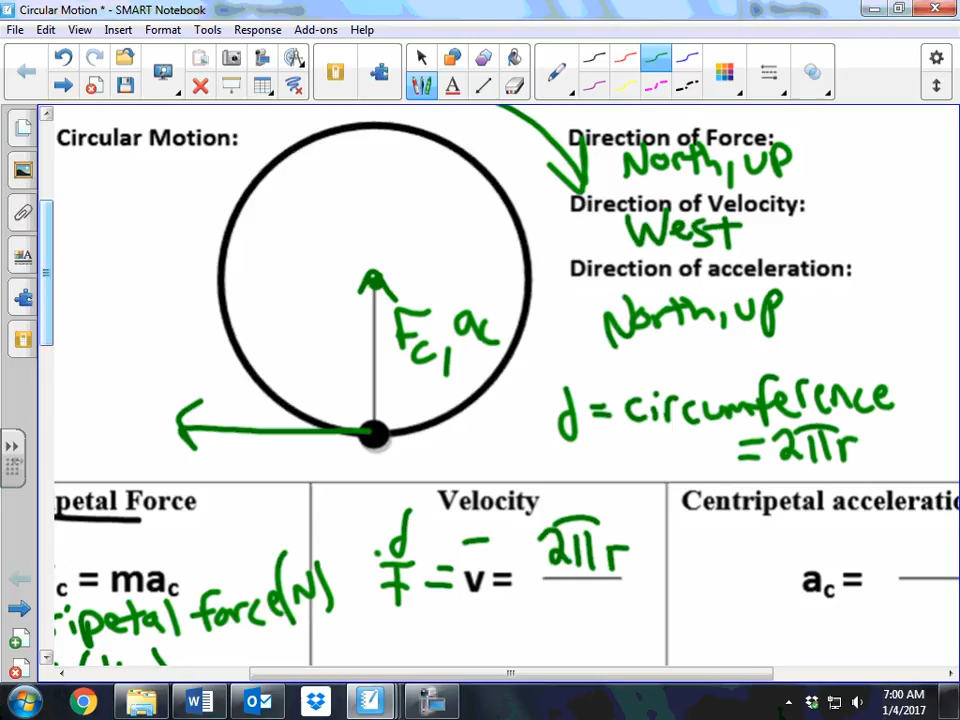 Circular Motion * - SMART Notebook
File Edit View Insert Format Tools Response Add-ons Help
Circular Motion:
Direction of Force:
North, up
Direction of Velocity:
West
Direction of acceleration:
North, up
Fc, ac
d = circumference
= 2πr
petal Force
Velocity
Centripetal acceleratio
c = mac
ripetal force(N)
d
T = v =
2πr
ac =
7:00 AM
1/4/2017